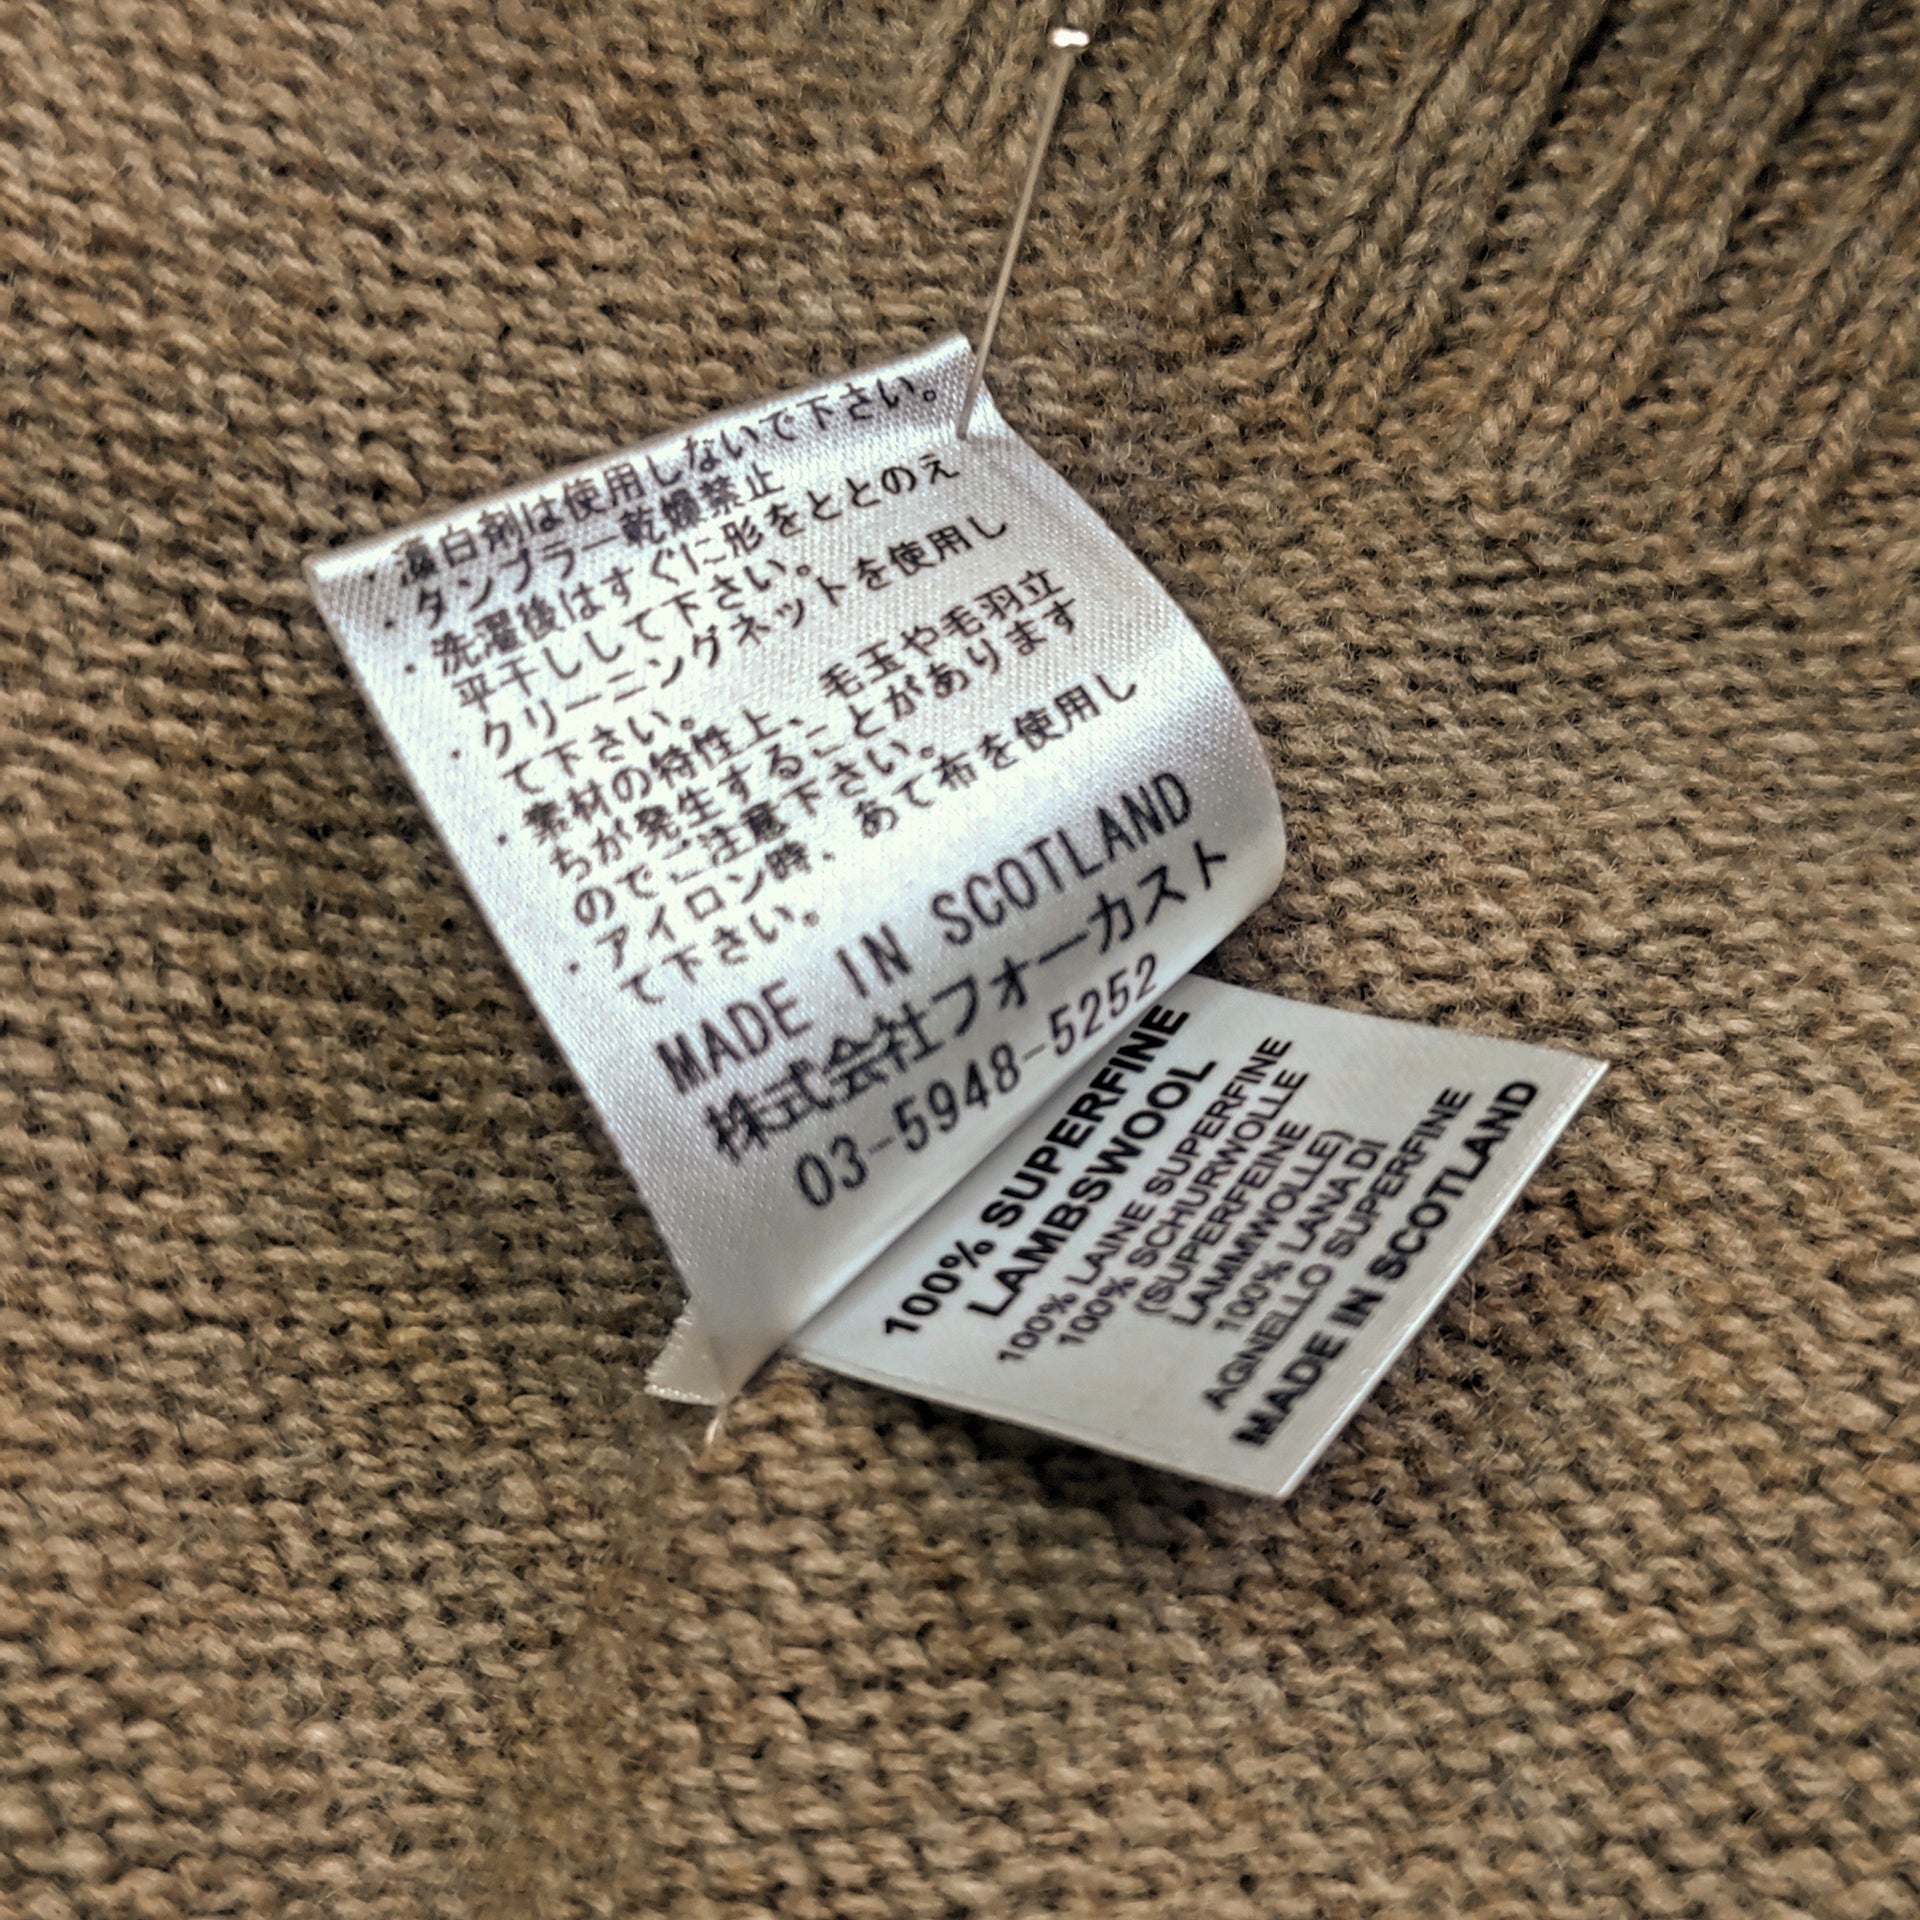 ・漂白剤は使用しないで下さい。
・タンブラー乾燥禁止
・洗濯後はすぐに形をととのえ
平干しして下さい。
・クリーニングネットを使用し
て下さい。
・素材の特性上、毛玉や毛羽立
ちが発生することがあります
のでご注意下さい。
・アイロン時、あて布を使用し
て下さい。
MADE IN SCOTLAND
株式会社フォーカスト
03-5948-5252
100% SUPERFINE
LAMBSWOOL
100% LAINE SUPERFINE
100% SCHURWOLLE
(SUPERFEINE
LAMMWOLLE)
100% LANA DI
AGNELLO SUPERFINE
MADE IN SCOTLAND